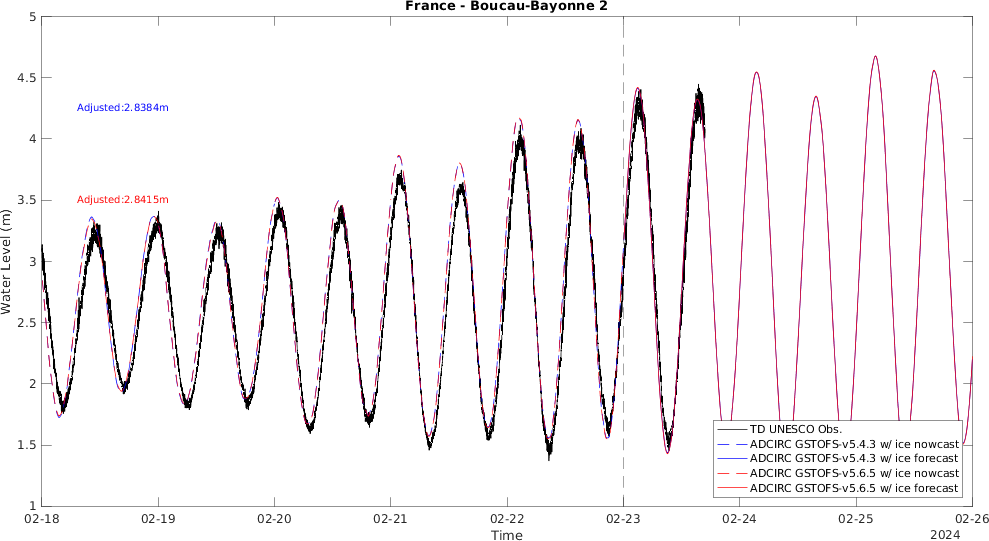 France - Boucau-Bayonne 2
5
4.5
4
3.5
3
2.5
2
1.5
1
Water Level (m)
Adjusted:2.8384m
Adjusted:2.8415m
TD UNESCO Obs.
ADCIRC GSTOFS-v5.4.3 w/ ice nowcast
ADCIRC GSTOFS-v5.4.3 w/ ice forecast
ADCIRC GSTOFS-v5.6.5 w/ ice nowcast
ADCIRC GSTOFS-v5.6.5 w/ ice forecast
02-18 02-19 02-20 02-21 02-22 02-23 02-24 02-25 02-26
Time
2024